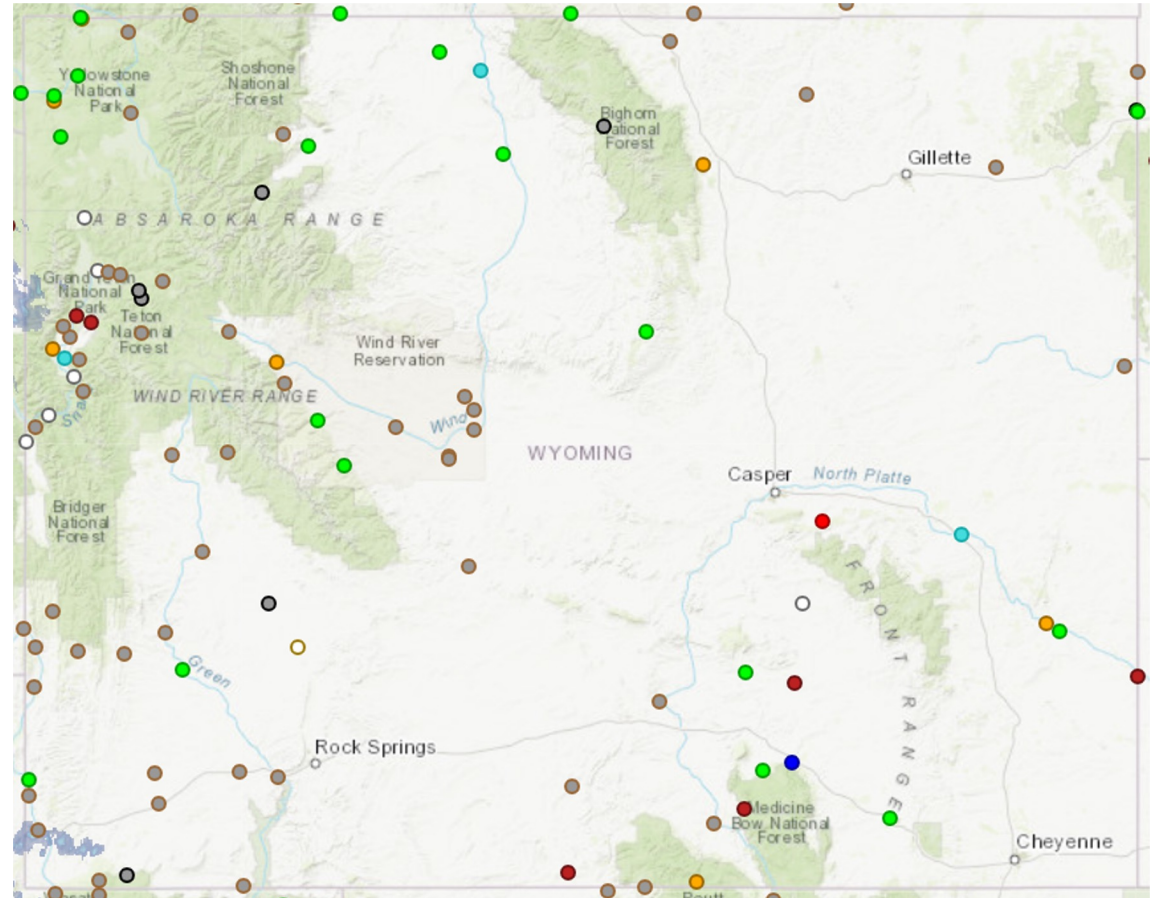 Yellowstone
National
Park
Shoshone
National
Forest
Bighorn
National
Forest
Gillette
ABSAROKA RANGE
Grand Teton
National
Park
Teton
National
Forest
Wind River
Reservation
WIND RIVER RANGE
Wind
WYOMING
Casper
North Platte
Bridger
National
Forest
FRONT RANGE
Green
Rock Springs
Medicine
Bow National
Forest
Cheyenne